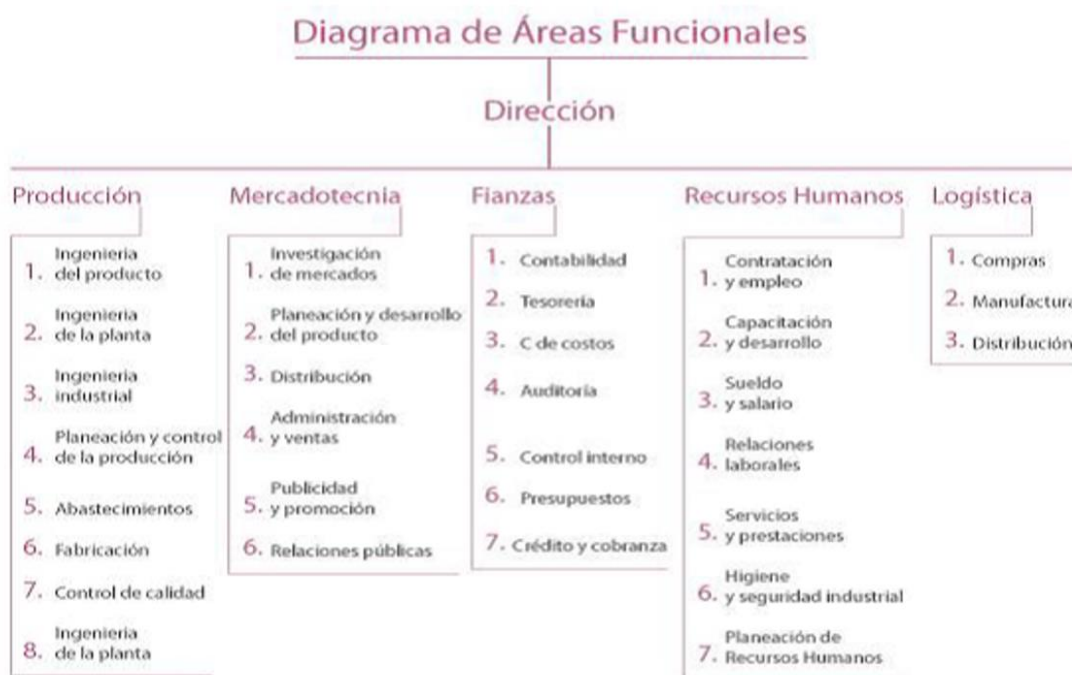 Diagrama de Áreas Funcionales
Dirección
Producción
1. Ingenieria
del producto
2. Ingenieria
de la planta
3. Ingenieria
industrial
4. Planeación y control
de la producción
5. Abastecimientos
6. Fabricación
7. Control de calidad
8. Ingenieria
de la planta
Mercadotecnia
1. Investigación
de mercados
2. Planeación y desarrollo
del producto
3. Distribución
4. Administración
y ventas
5. Publicidad
y promoción
6. Relaciones públicas
Fianzas
1. Contabilidad
2. Tesorería
3. C de costos
4. Auditoria
5. Control interno
6. Presupuestos
7. Crédito y cobranza
Recursos Humanos
1. Contratación
y empleo
2. Capacitación
y desarrollo
3. Sueldo
y salario
4. Relaciones
laborales
5. Servicios
y prestaciones
6. Higiene
y seguridad industrial
7. Planeación de
Recursos Humanos
Logística
1. Compras
2. Manufactura
3. Distribución